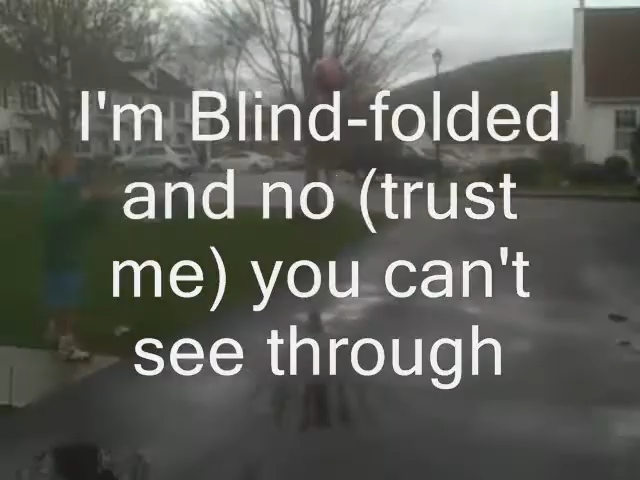 I'm Blind-folded
and no (trust
me) you can't
see through